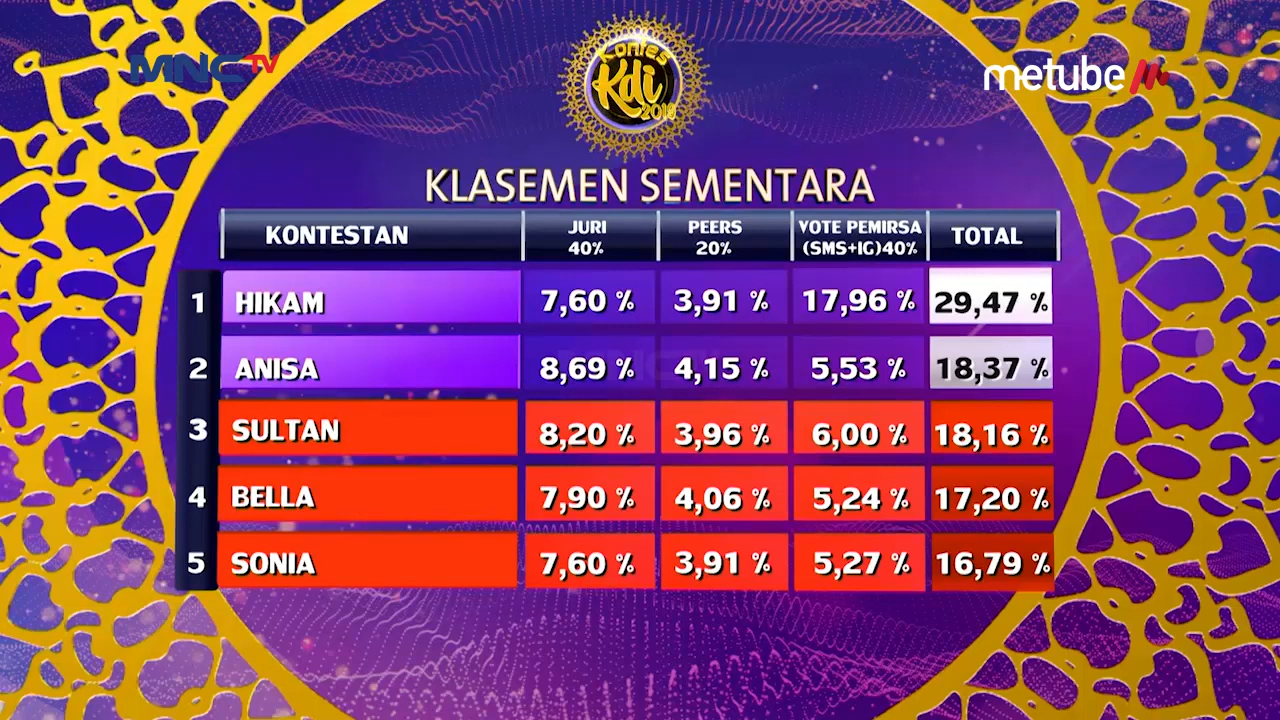 MNCTV
metube
Kontes
Kdi
2019
KLASEMEN SEMENTARA
KONTESTAN JURI 40% PEERS 20% VOTE PEMIRSA (SMS+IG)40% TOTAL
1 HIKAM 7,60 % 3,91 % 17,96 % 29,47 %
2 ANISA 8,69 % 4,15 % 5,53 % 18,37 %
3 SULTAN 8,20 % 3,96 % 6,00 % 18,16 %
4 BELLA 7,90 % 4,06 % 5,24 % 17,20 %
5 SONIA 7,60 % 3,91 % 5,27 % 16,79 %